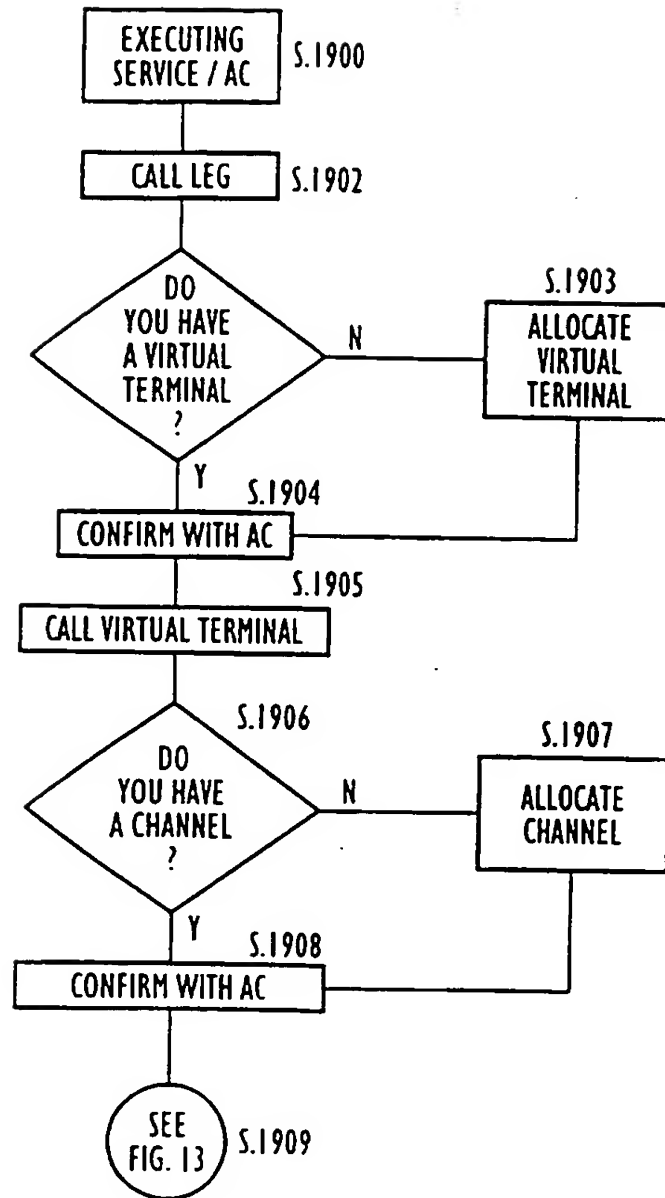 EXECUTING
SERVICE / AC
S.1900
CALL LEG
S.1902
DO
YOU HAVE
A VIRTUAL
TERMINAL
?
N
S.1903
ALLOCATE
VIRTUAL
TERMINAL
Y
S.1904
CONFIRM WITH AC
S.1905
CALL VIRTUAL TERMINAL
S.1906
DO
YOU HAVE
A CHANNEL
?
N
S.1907
ALLOCATE
CHANNEL
Y
S.1908
CONFIRM WITH AC
SEE
FIG. 13
S.1909